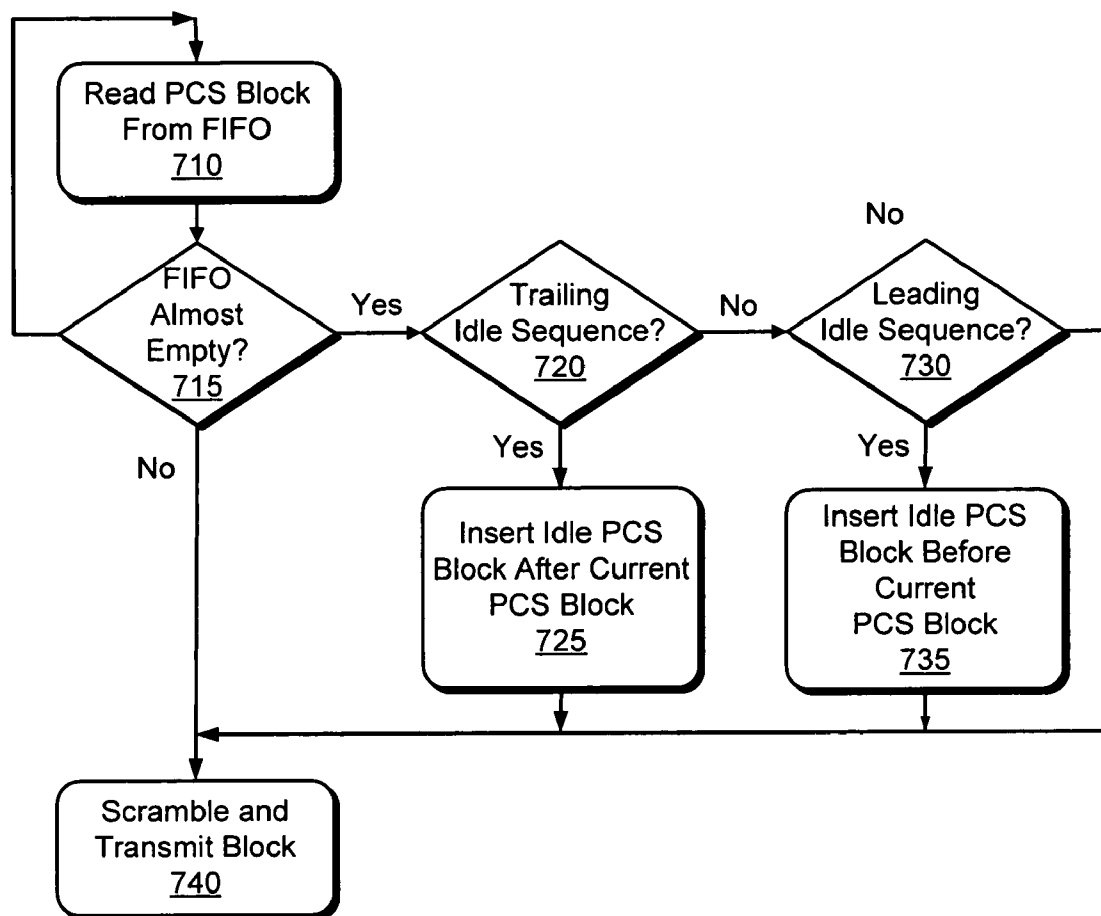 Read PCS Block
From FIFO
710
FIFO
Almost
Empty?
715
Yes
No
Trailing
Idle Sequence?
720
No
Yes
No
Leading
Idle Sequence?
730
Yes
Insert Idle PCS
Block After Current
PCS Block
725
Insert Idle PCS
Block Before
Current
PCS Block
735
Scramble and
Transmit Block
740